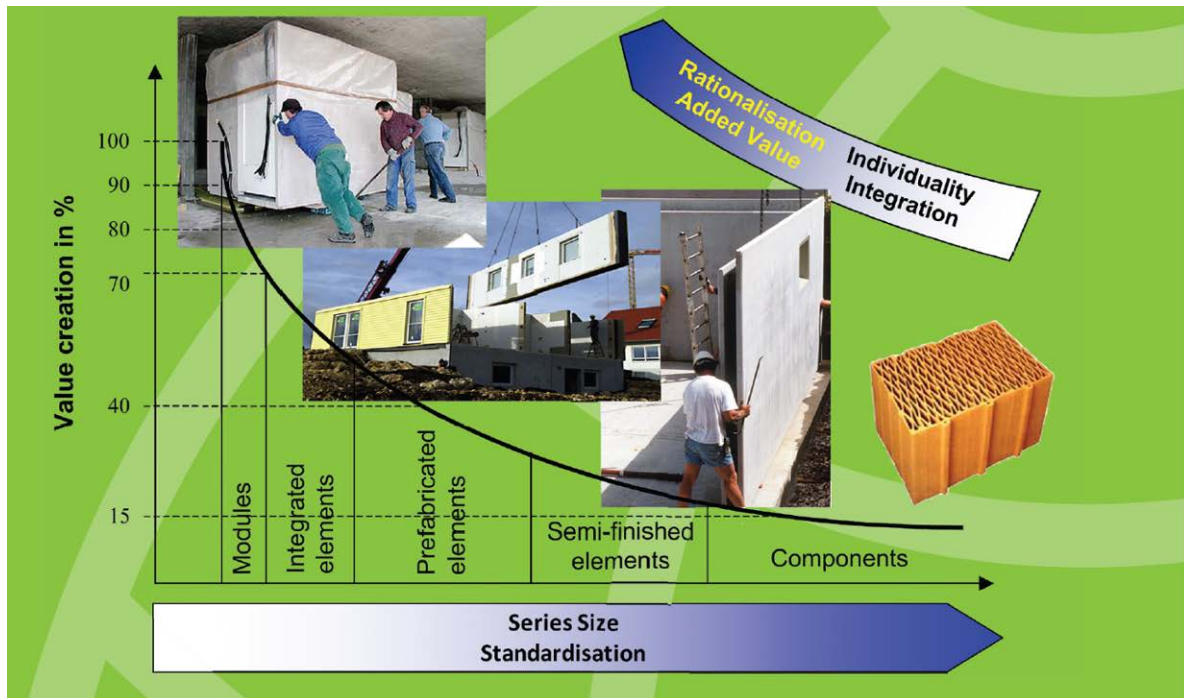 Rationalisation
Added Value
Individuality
Integration
Value creation in %
100
90
80
70
40
15
Modules
Integrated
elements
Prefabricated
elements
Semi-finished
elements
Components
Series Size
Standardisation